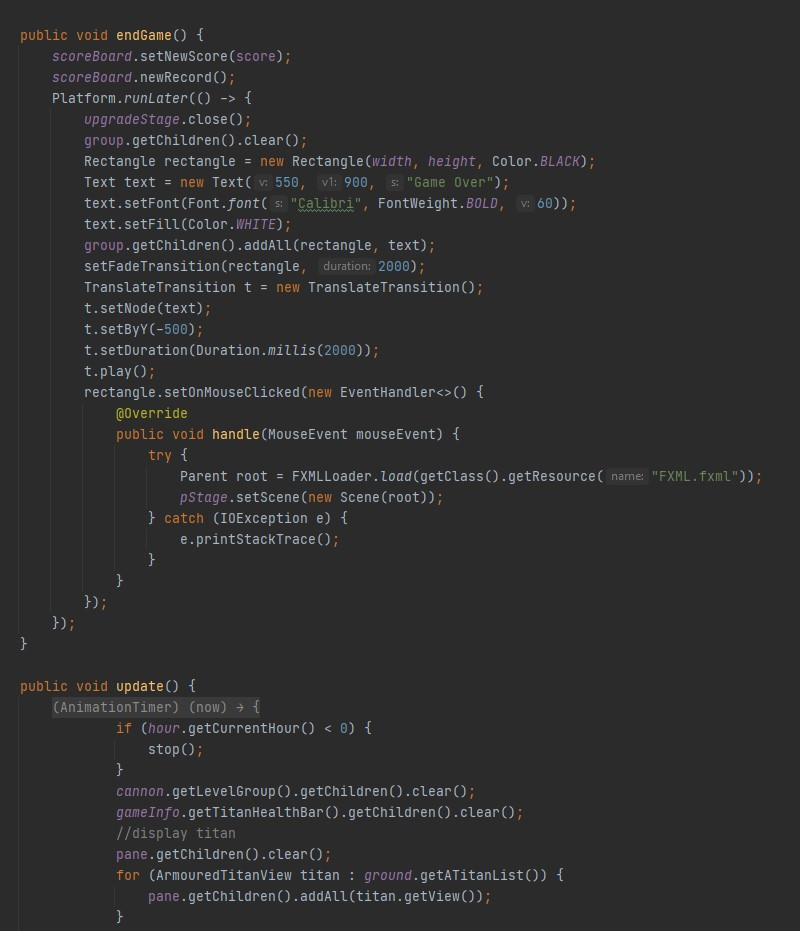 public void endGame() {
scoreBoard.setNewScore(score);
scoreBoard.newRecord();
Platform.runLater(() -> {
upgradeStage.close();
group.getChildren().clear();
Rectangle rectangle = new Rectangle(width, height, Color.BLACK);
Text text = new Text( v: 550, v1: 900, s: "Game Over");
text.setFont(Font.font( s: "Calibri", FontWeight.BOLD, v: 60));
text.setFill(Color.WHITE);
group.getChildren().addAll(rectangle, text);
setFadeTransition(rectangle, duration: 2000);
TranslateTransition t = new TranslateTransition();
t.setNode(text);
t.setByY(-500);
t.setDuration(Duration.millis(2000));
t.play();
rectangle.setOnMouseClicked(new EventHandler<>() {
@Override
public void handle(MouseEvent mouseEvent) {
try {
Parent root = FXMLLoader.load(getClass().getResource( name: "FXML.fxml"));
pStage.setScene(new Scene(root));
} catch (IOException e) {
e.printStackTrace();
}
}
});
});
}
public void update() {
(AnimationTimer) (now) → {
if (hour.getCurrentHour() < 0) {
stop();
}
cannon.getLevelGroup().getChildren().clear();
gameInfo.getTitanHealthBar().getChildren().clear();
//display titan
pane.getChildren().clear();
for (ArmouredTitanView titan : ground.getATitanList()) {
pane.getChildren().addAll(titan.getView());
}